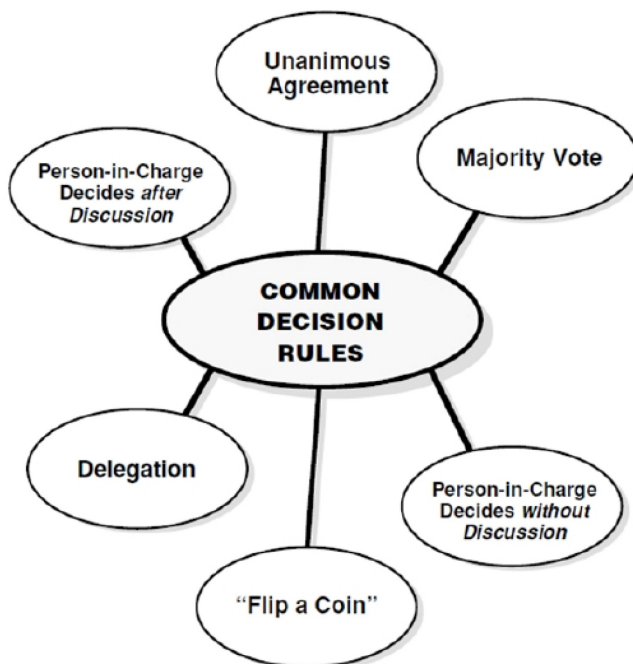 Unanimous
Agreement
Majority Vote
Person-in-Charge
Decides after
Discussion
COMMON
DECISION
RULES
Delegation
Person-in-Charge
Decides without
Discussion
“Flip a Coin”